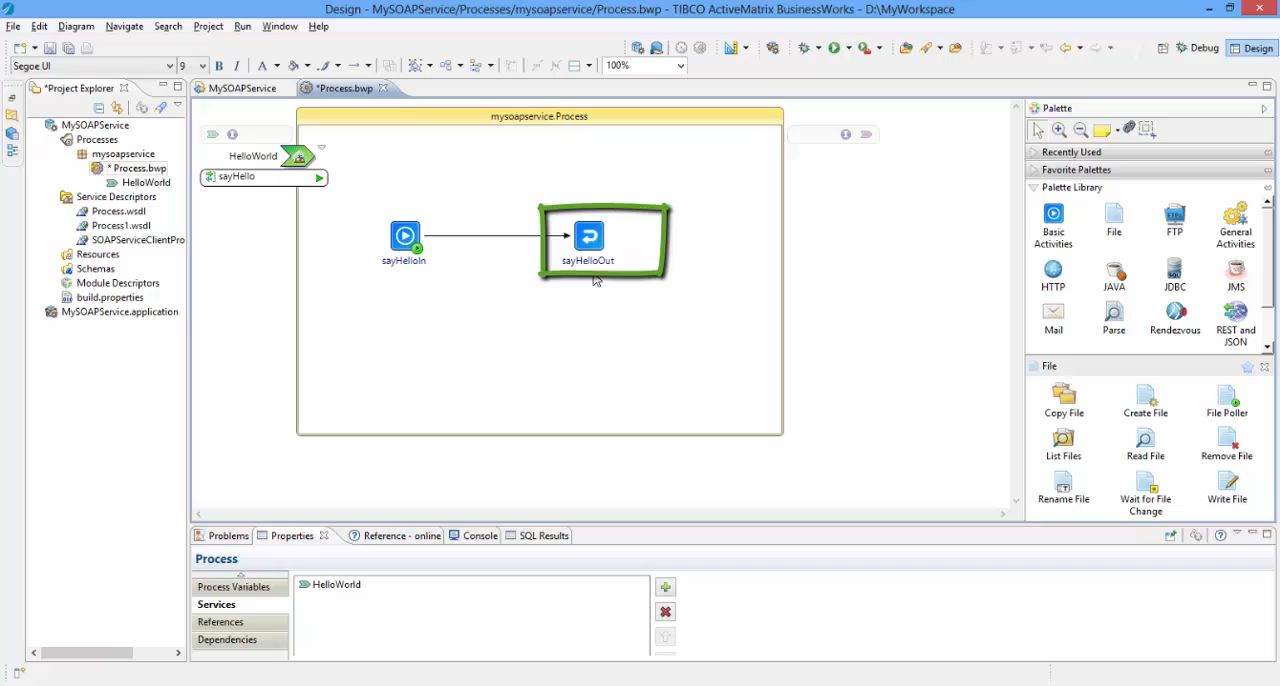 Design - MySOAPService/Processes/mysoapservice/Process.bwp - TIBCO ActiveMatrix BusinessWorks - D:\MyWorkspace
File Edit Diagram Navigate Search Project Run Window Help
Debug Design
Segoe UI 9 B I A 100%
*Project Explorer
MySOAPService
Processes
mysoapservice
* Process.bwp
HelloWorld
Service Descriptors
Process.wsdl
Process1.wsdl
SOAPServiceClientPro
Resources
Schemas
Module Descriptors
build.properties
MySOAPService.application
MySOAPService *Process.bwp
mysoapservice.Process
HelloWorld
sayHello
sayHelloIn
sayHelloOut
Palette
Recently Used
Favorite Palettes
Palette Library
Basic Activities
File
FTP
General Activities
HTTP
JAVA
JDBC
JMS
Mail
Parse
Rendezvous
REST and JSON
File
Copy File
Create File
File Poller
List Files
Read File
Remove File
Rename File
Wait for File Change
Write File
Problems Properties Reference - online Console SQL Results
Process
Process Variables
Services
References
Dependencies
HelloWorld